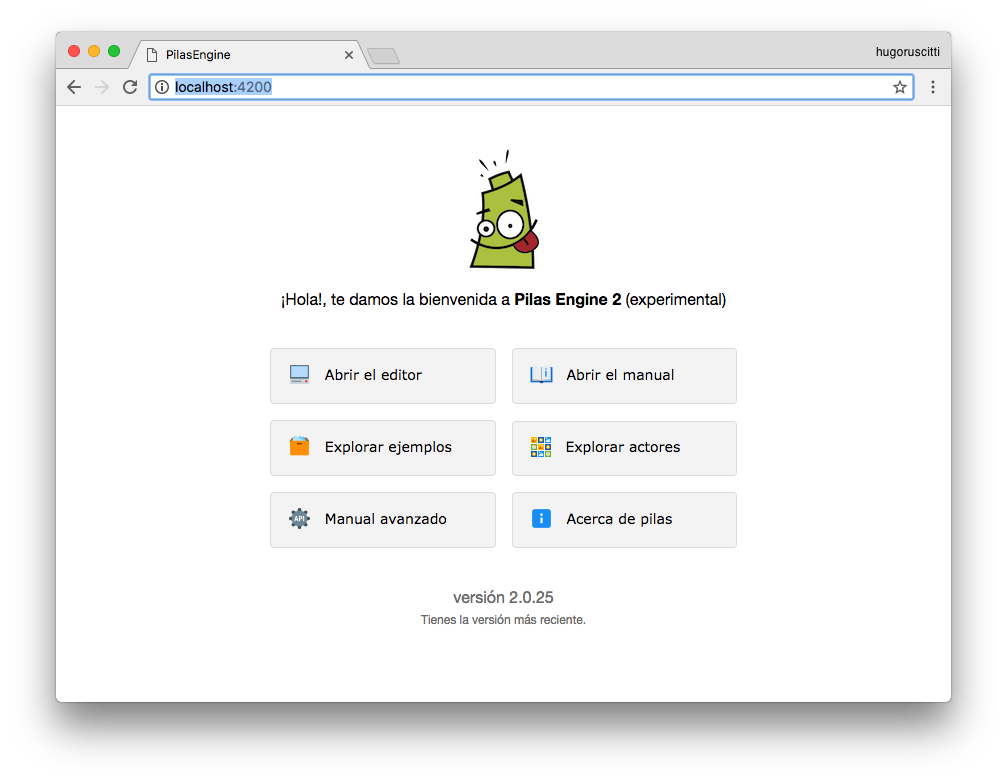 PilasEngine
hugoruscitti
localhost:4200
¡Hola!, te damos la bienvenida a Pilas Engine 2 (experimental)
Abrir el editor
Abrir el manual
Explorar ejemplos
Explorar actores
API
Manual avanzado
Acerca de pilas
versión 2.0.25
Tienes la versión más reciente.